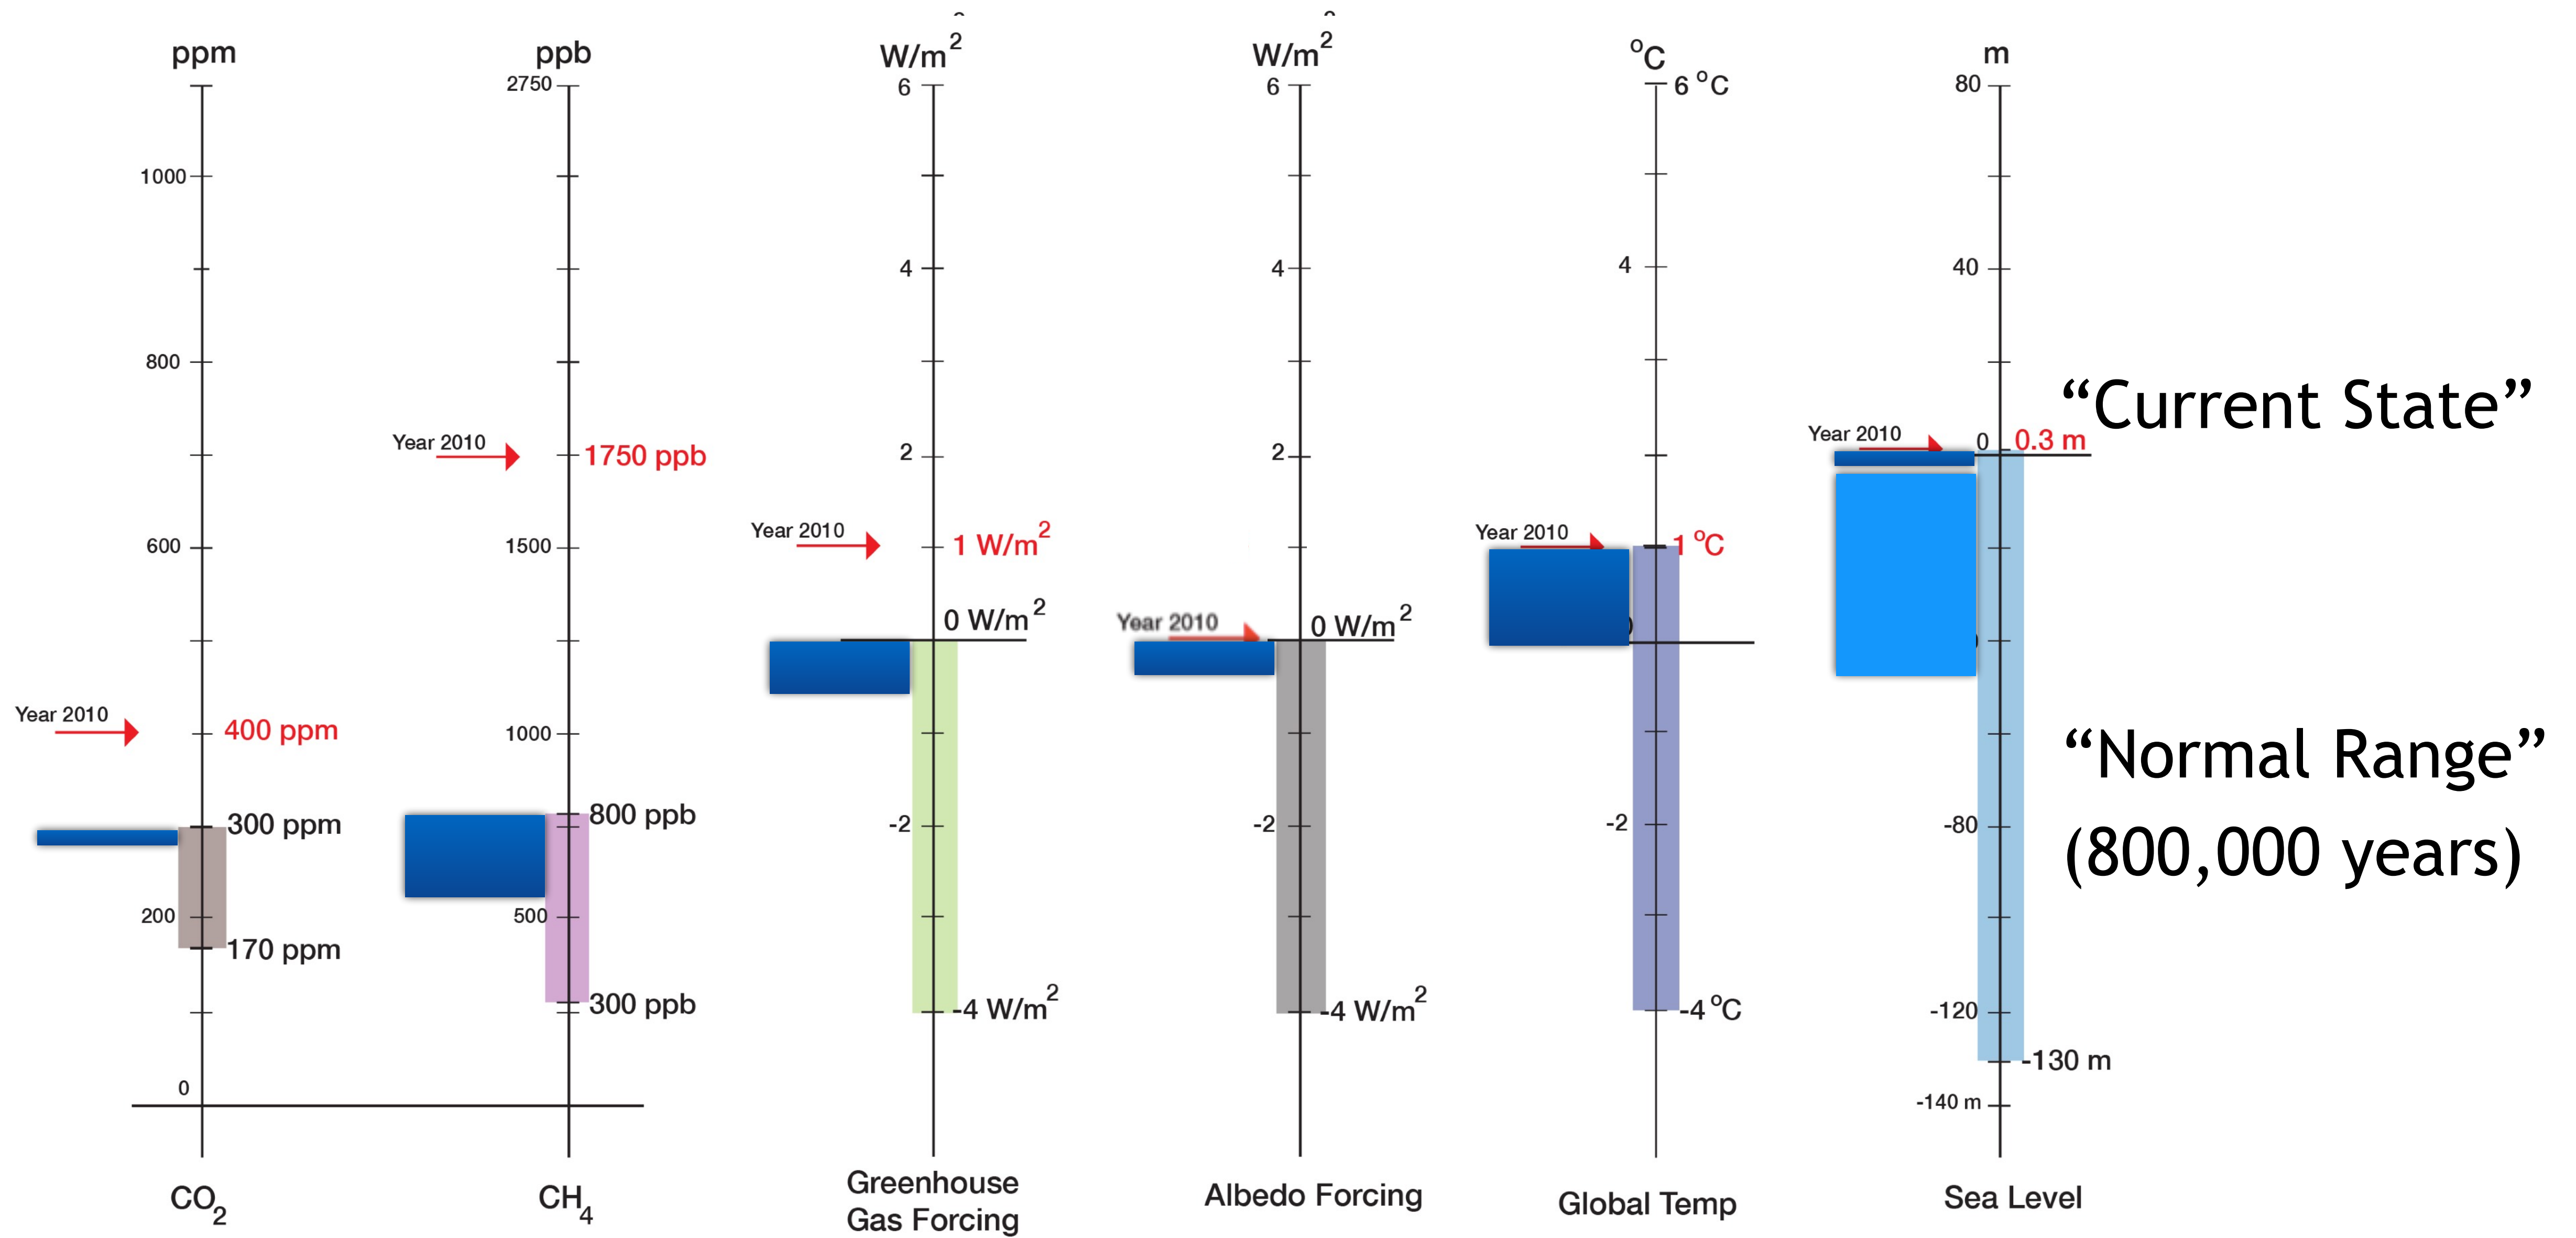 ppm
1000
800
600
Year 2010
400 ppm
300 ppm
200
170 ppm
0
CO2
ppb
2750
Year 2010
1750 ppb
1500
1000
800 ppb
500
300 ppb
CH4
W/m2
6
4
2
Year 2010
1 W/m2
0 W/m2
-2
-4 W/m2
Greenhouse
Gas Forcing
W/m2
6
4
2
Year 2010
0 W/m2
-2
-4 W/m2
Albedo Forcing
oC
6 oC
4
Year 2010
1 oC
-2
-4 oC
Global Temp
m
80
40
Year 2010
0
0.3 m
-80
-120
-130 m
-140 m
Sea Level
“Current State”
“Normal Range”
(800,000 years)